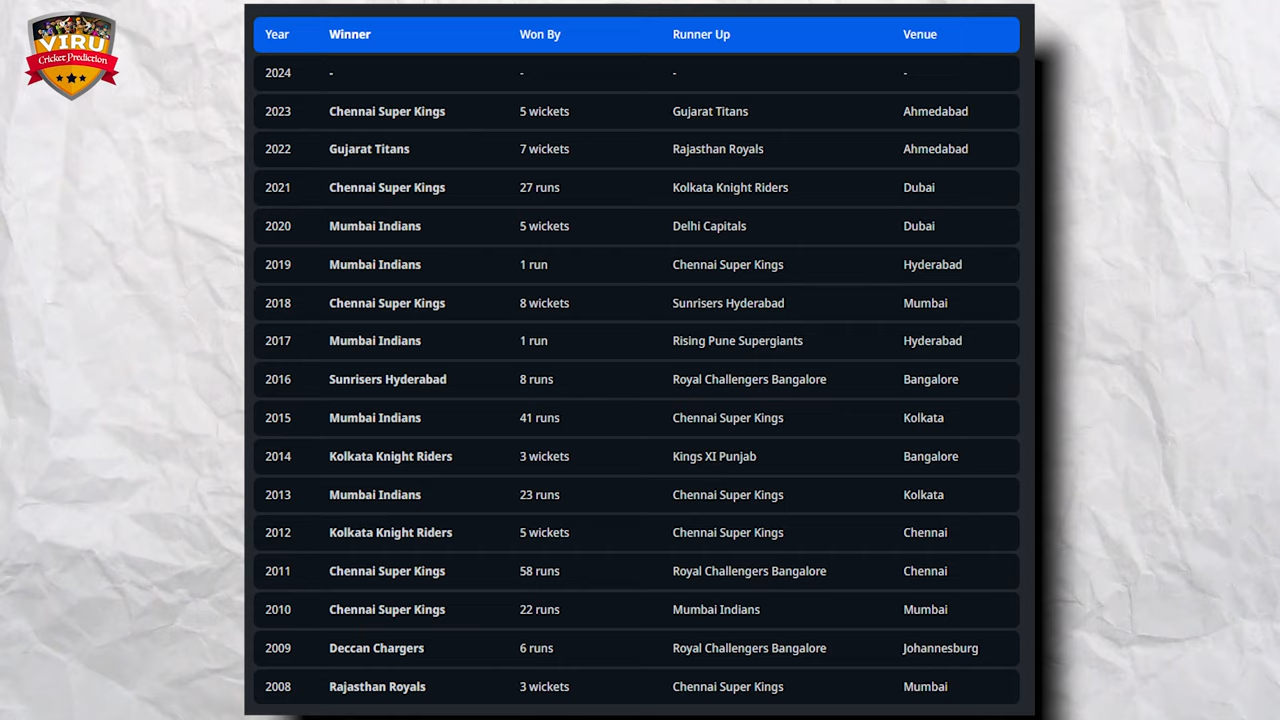 VIRU
Cricket Prediction
Year Winner Won By Runner Up Venue
2024 - - - -
2023 Chennai Super Kings 5 wickets Gujarat Titans Ahmedabad
2022 Gujarat Titans 7 wickets Rajasthan Royals Ahmedabad
2021 Chennai Super Kings 27 runs Kolkata Knight Riders Dubai
2020 Mumbai Indians 5 wickets Delhi Capitals Dubai
2019 Mumbai Indians 1 run Chennai Super Kings Hyderabad
2018 Chennai Super Kings 8 wickets Sunrisers Hyderabad Mumbai
2017 Mumbai Indians 1 run Rising Pune Supergiants Hyderabad
2016 Sunrisers Hyderabad 8 runs Royal Challengers Bangalore Bangalore
2015 Mumbai Indians 41 runs Chennai Super Kings Kolkata
2014 Kolkata Knight Riders 3 wickets Kings XI Punjab Bangalore
2013 Mumbai Indians 23 runs Chennai Super Kings Kolkata
2012 Kolkata Knight Riders 5 wickets Chennai Super Kings Chennai
2011 Chennai Super Kings 58 runs Royal Challengers Bangalore Chennai
2010 Chennai Super Kings 22 runs Mumbai Indians Mumbai
2009 Deccan Chargers 6 runs Royal Challengers Bangalore Johannesburg
2008 Rajasthan Royals 3 wickets Chennai Super Kings Mumbai